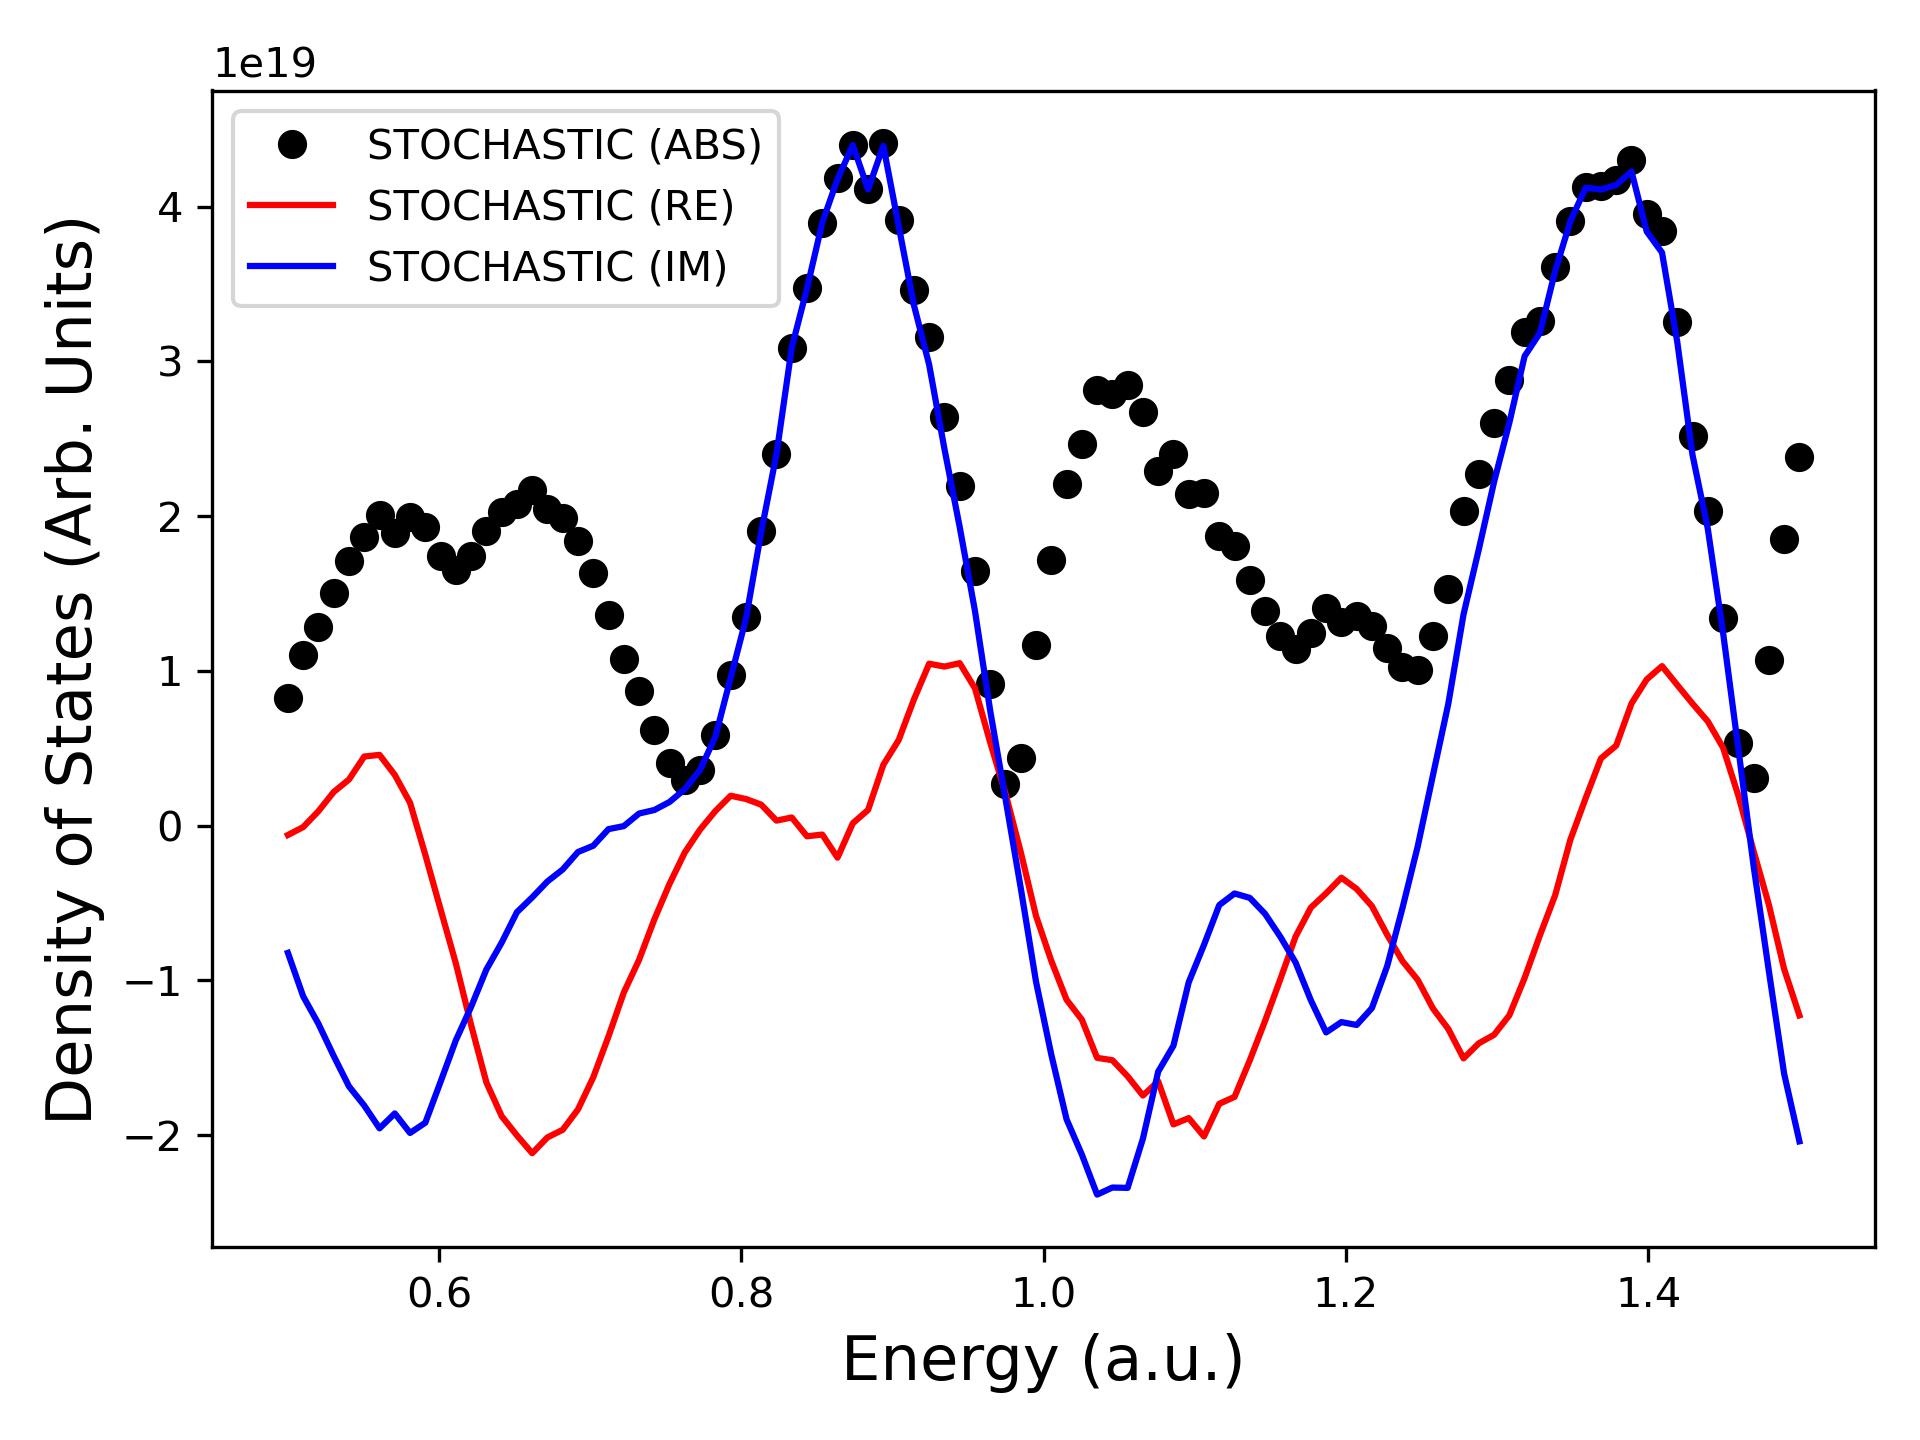 1e19
STOCHASTIC (ABS)
STOCHASTIC (RE)
STOCHASTIC (IM)
Density of States (Arb. Units)
4
3
2
1
0
−1
−2
0.6 0.8 1.0 1.2 1.4
Energy (a.u.)